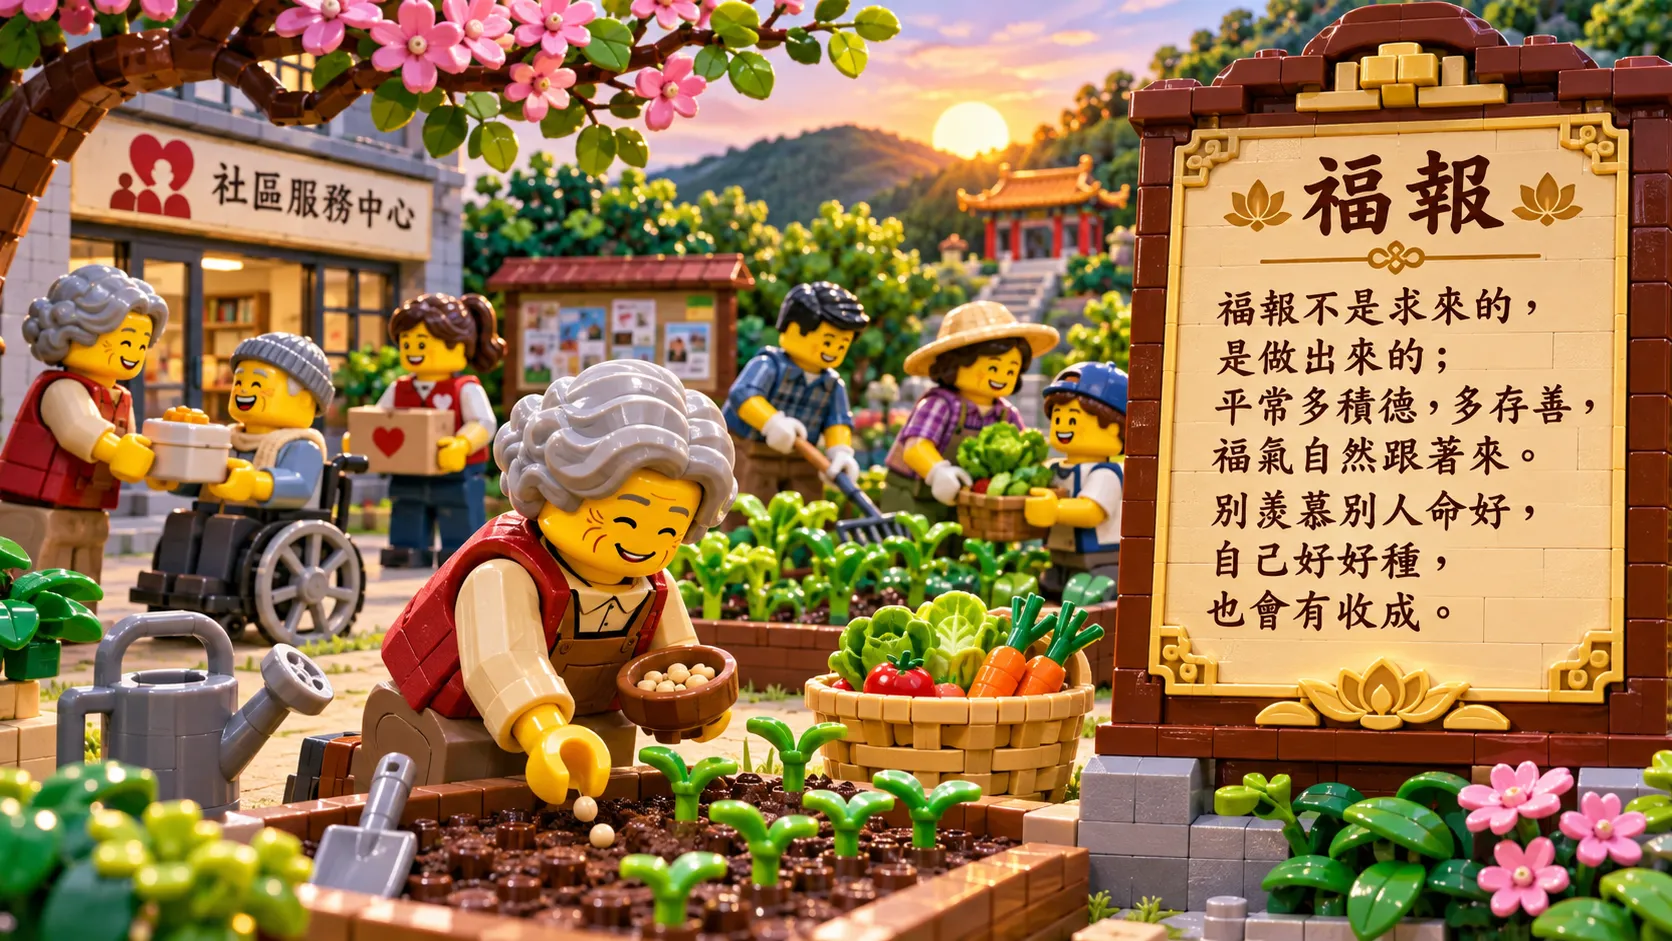 社區服務中心
福報
福報不是求來的，
是做出來的；
平常多積德，多存善，
福氣自然跟著來。
別羨慕別人命好，
自己好好種，
也會有收成。